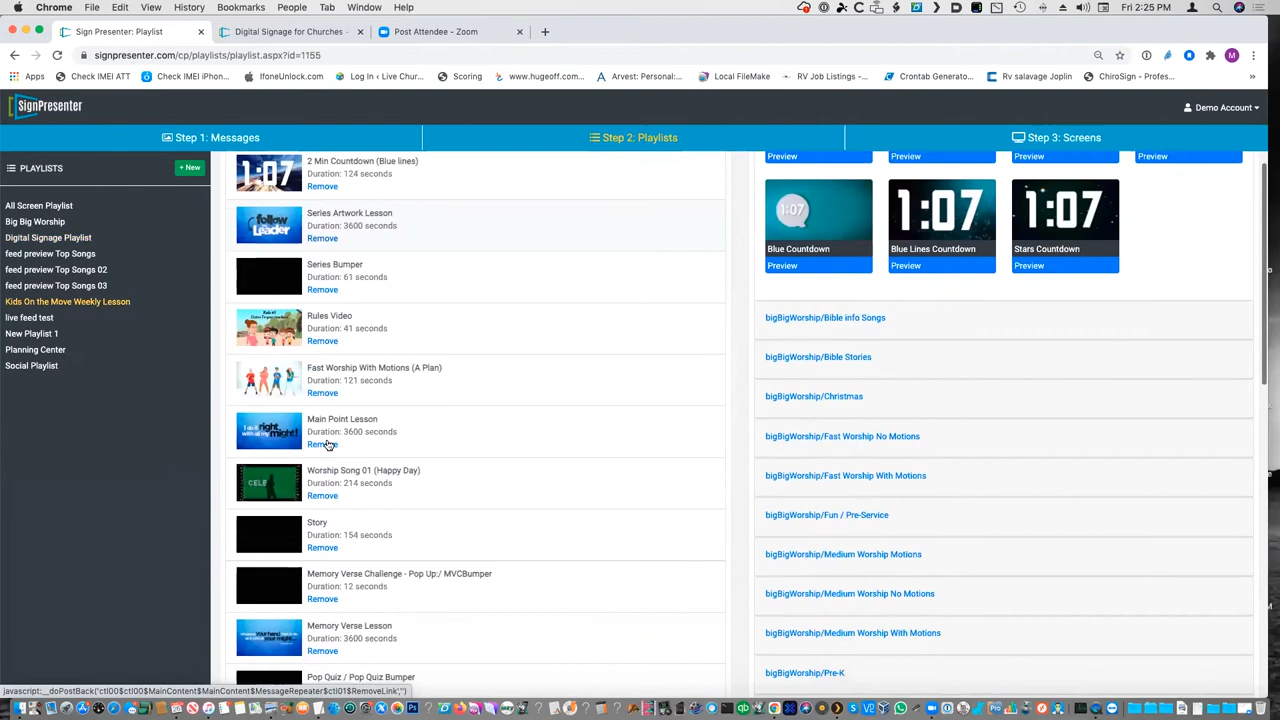 Chrome File Edit View History Bookmarks People Tab Window Help Fri 2:25 PM
Sign Presenter: Playlist
Digital Signage for Churches -
Post Attendee - Zoom
signpresenter.com/cp/playlists/playlist.aspx?id=1155
Apps Check IMEI ATT Check IMEI iPhon... IfoneUnlock.com Log In ‹ Live Chur... Scoring www.hugeoff.com... Arvest: Personal:... Local FileMake RV Job Listings -... Crontab Generato... RV salavage Joplin ChiroSign - Profes...
SignPresenter
Demo Account
Step 1: Messages
Step 2: Playlists
Step 3: Screens
PLAYLISTS
+ New
All Screen Playlist
Big Big Worship
Digital Signage Playlist
feed preview Top Songs
feed preview Top Songs 02
feed preview Top Songs 03
Kids On the Move Weekly Lesson
live feed test
New Playlist 1
Planning Center
Social Playlist
1:07
2 Min Countdown (Blue lines)
Duration: 124 seconds
Remove
follow
Leader
Series Artwork Lesson
Duration: 3600 seconds
Remove
Series Bumper
Duration: 61 seconds
Remove
Rules Video
Duration: 41 seconds
Remove
Fast Worship With Motions (A Plan)
Duration: 121 seconds
Remove
Main Point Lesson
Duration: 3600 seconds
Remove
CELE
Worship Song 01 (Happy Day)
Duration: 214 seconds
Remove
Story
Duration: 154 seconds
Remove
Memory Verse Challenge - Pop Up:/ MVCBumper
Duration: 12 seconds
Remove
Memory Verse Lesson
Duration: 3600 seconds
Remove
Pop Quiz / Pop Quiz Bumper
Preview Preview Preview Preview
1:07 1:07 1:07
Blue Countdown Blue Lines Countdown Stars Countdown
Preview Preview Preview
bigBigWorship/Bible info Songs
bigBigWorship/Bible Stories
bigBigWorship/Christmas
bigBigWorship/Fast Worship No Motions
bigBigWorship/Fast Worship With Motions
bigBigWorship/Fun / Pre-Service
bigBigWorship/Medium Worship Motions
bigBigWorship/Medium Worship No Motions
bigBigWorship/Medium Worship With Motions
bigBigWorship/Pre-K
javascript:__doPostBack('ctl00$ctl00$MainContent$MainContent$MessageRepeater$ctl01$RemoveLink','')